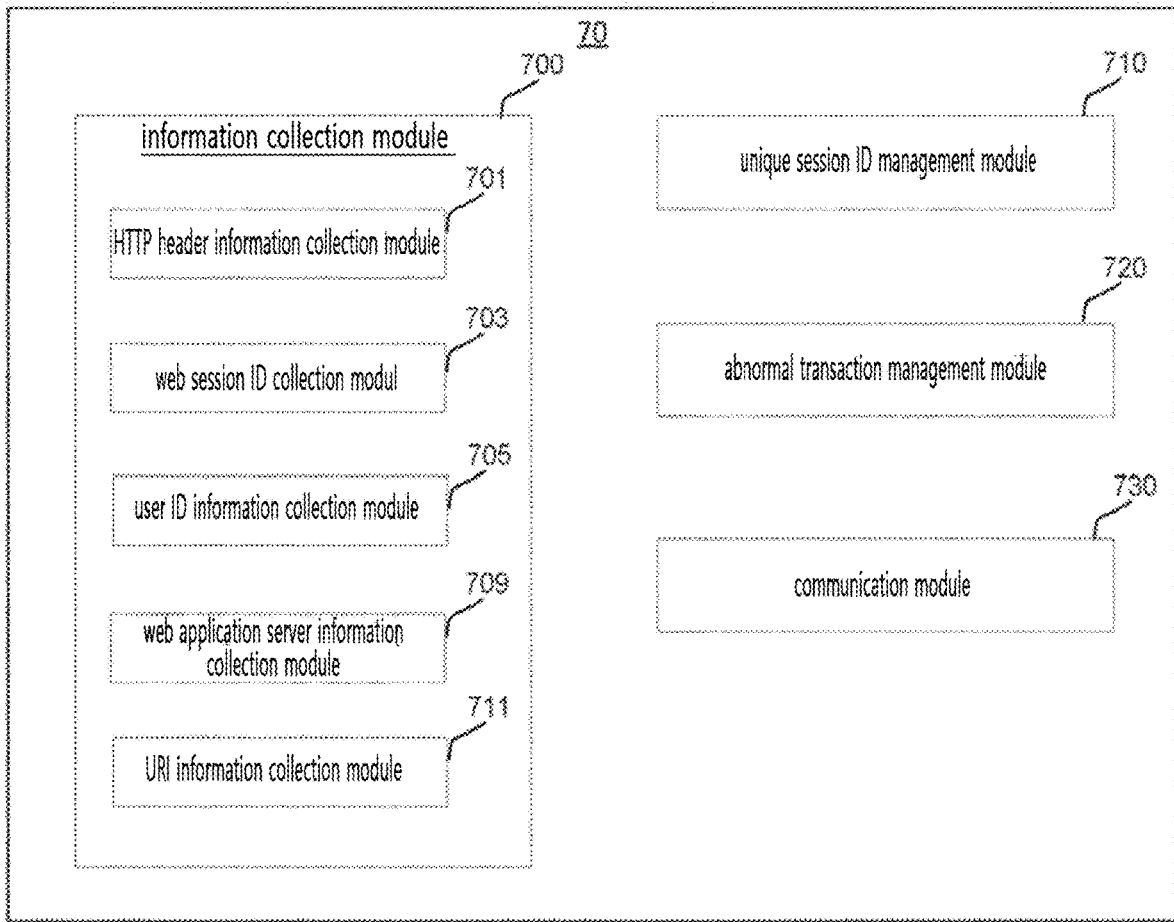 70
700
information collection module
701
HTTP header information collection module
703
web session ID collection modul
705
user ID information collection module
709
web application server information
collection module
711
URI information collection module
710
unique session ID management module
720
abnormal transaction management module
730
communication module